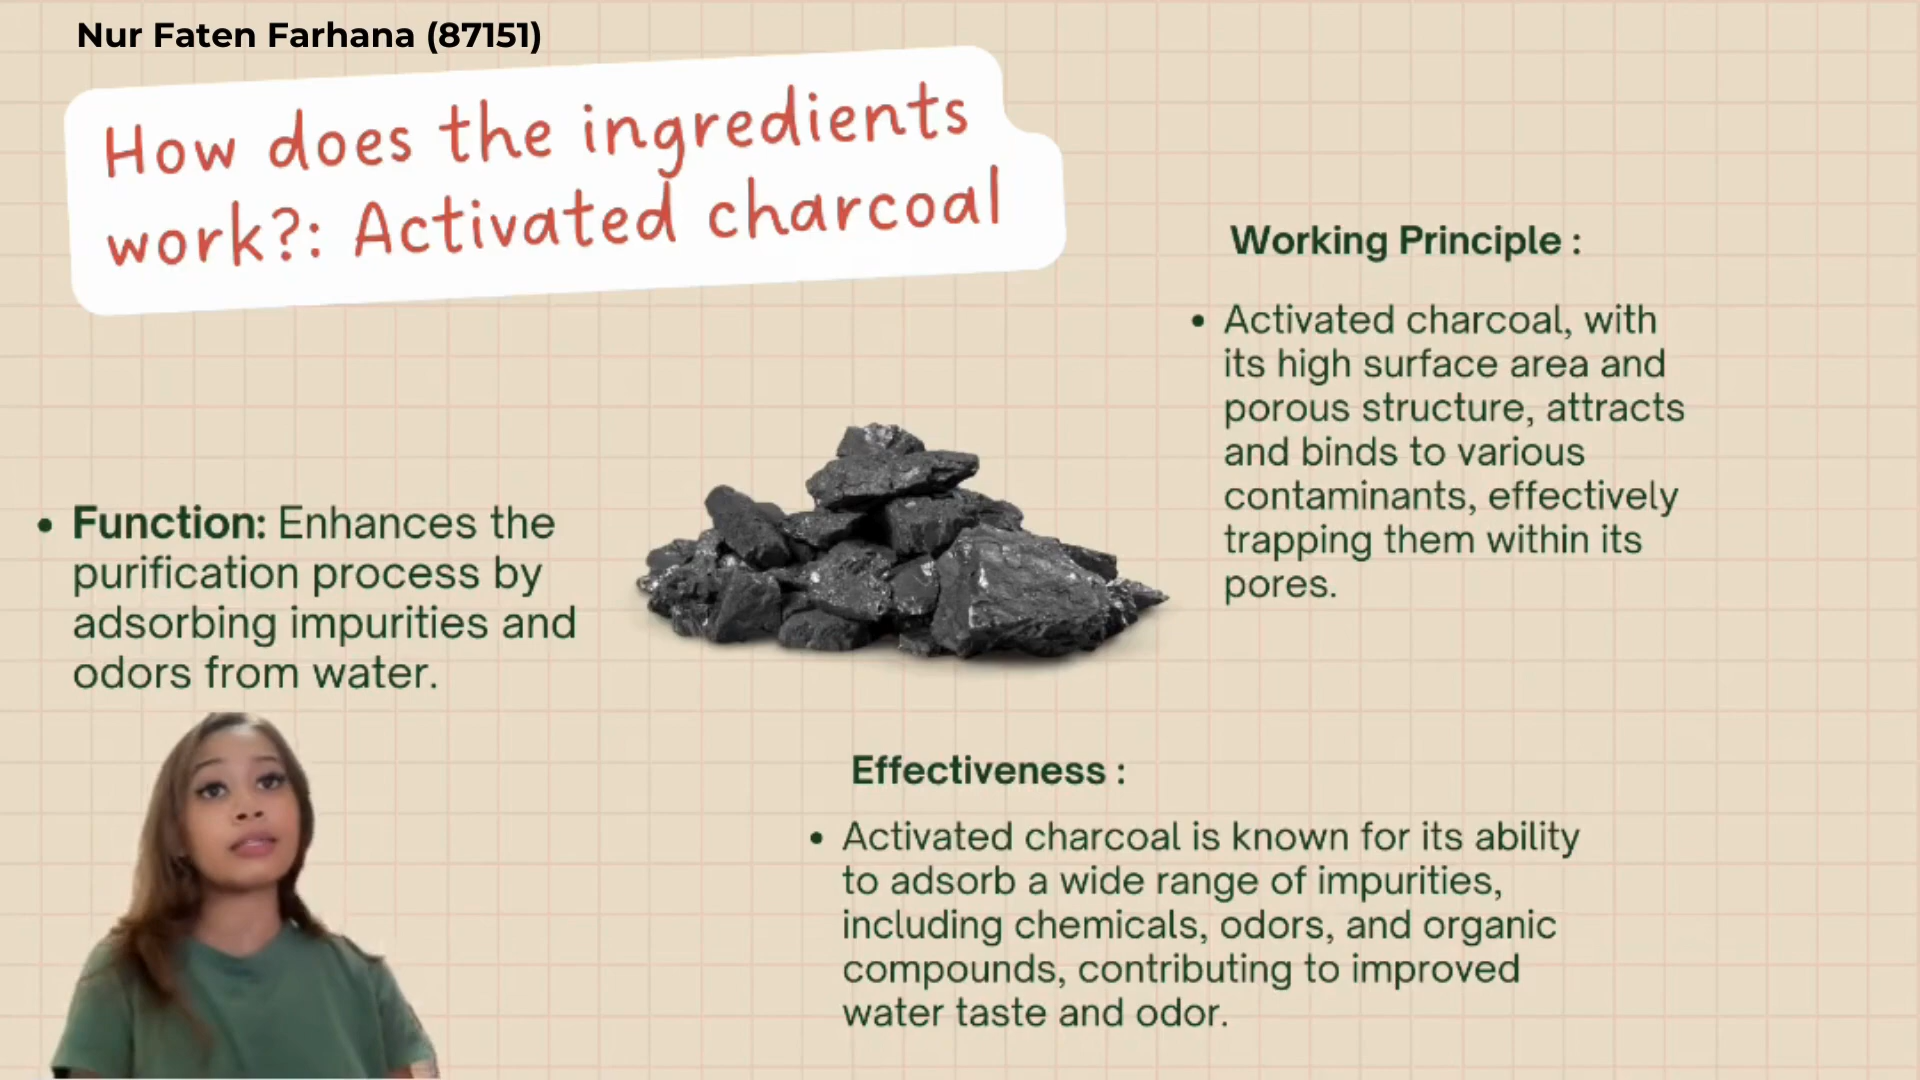 Nur Faten Farhana (87151)
How does the ingredients
work?: Activated charcoal
Working Principle :
• Activated charcoal, with
its high surface area and
porous structure, attracts
and binds to various
contaminants, effectively
trapping them within its
pores.
• Function: Enhances the
purification process by
adsorbing impurities and
odors from water.
Effectiveness :
• Activated charcoal is known for its ability
to adsorb a wide range of impurities,
including chemicals, odors, and organic
compounds, contributing to improved
water taste and odor.